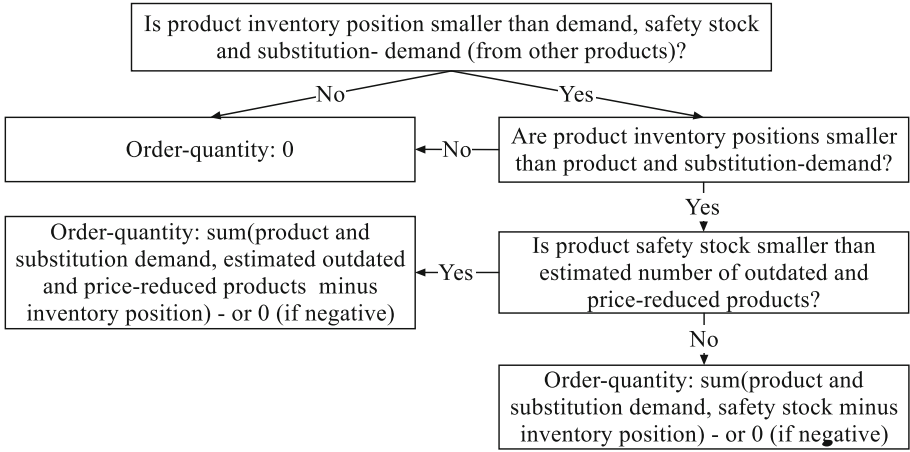 Is product inventory position smaller than demand, safety stock
and substitution- demand (from other products)?
No
Yes
Order-quantity: 0
No
Are product inventory positions smaller
than product and substitution-demand?
Yes
Order-quantity: sum(product and
substitution demand, estimated outdated
and price-reduced products minus
inventory position) - or 0 (if negative)
Yes
Is product safety stock smaller than
estimated number of outdated and
price-reduced products?
No
Order-quantity: sum(product and
substitution demand, safety stock minus
inventory position) - or 0 (if negative)